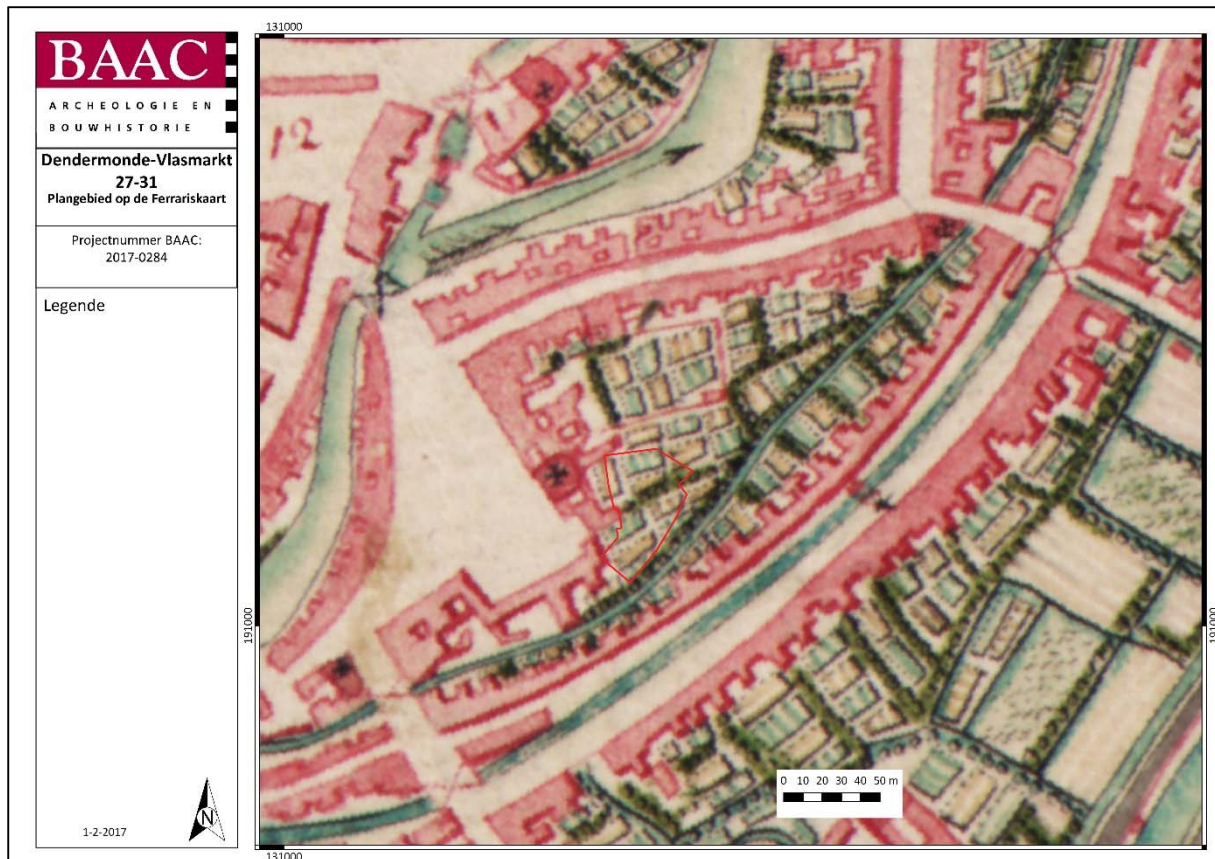 BAAC
ARCHEOLOGIE EN
BOUWHISTORIE
Dendermonde-Vlasmarkt
27-31
Plangebied op de Ferrariskaart
Projectnummer BAAC:
2017-0284
Legende
1-2-2017
N
131000
12
191000
191000
0 10 20 30 40 50 m
131000